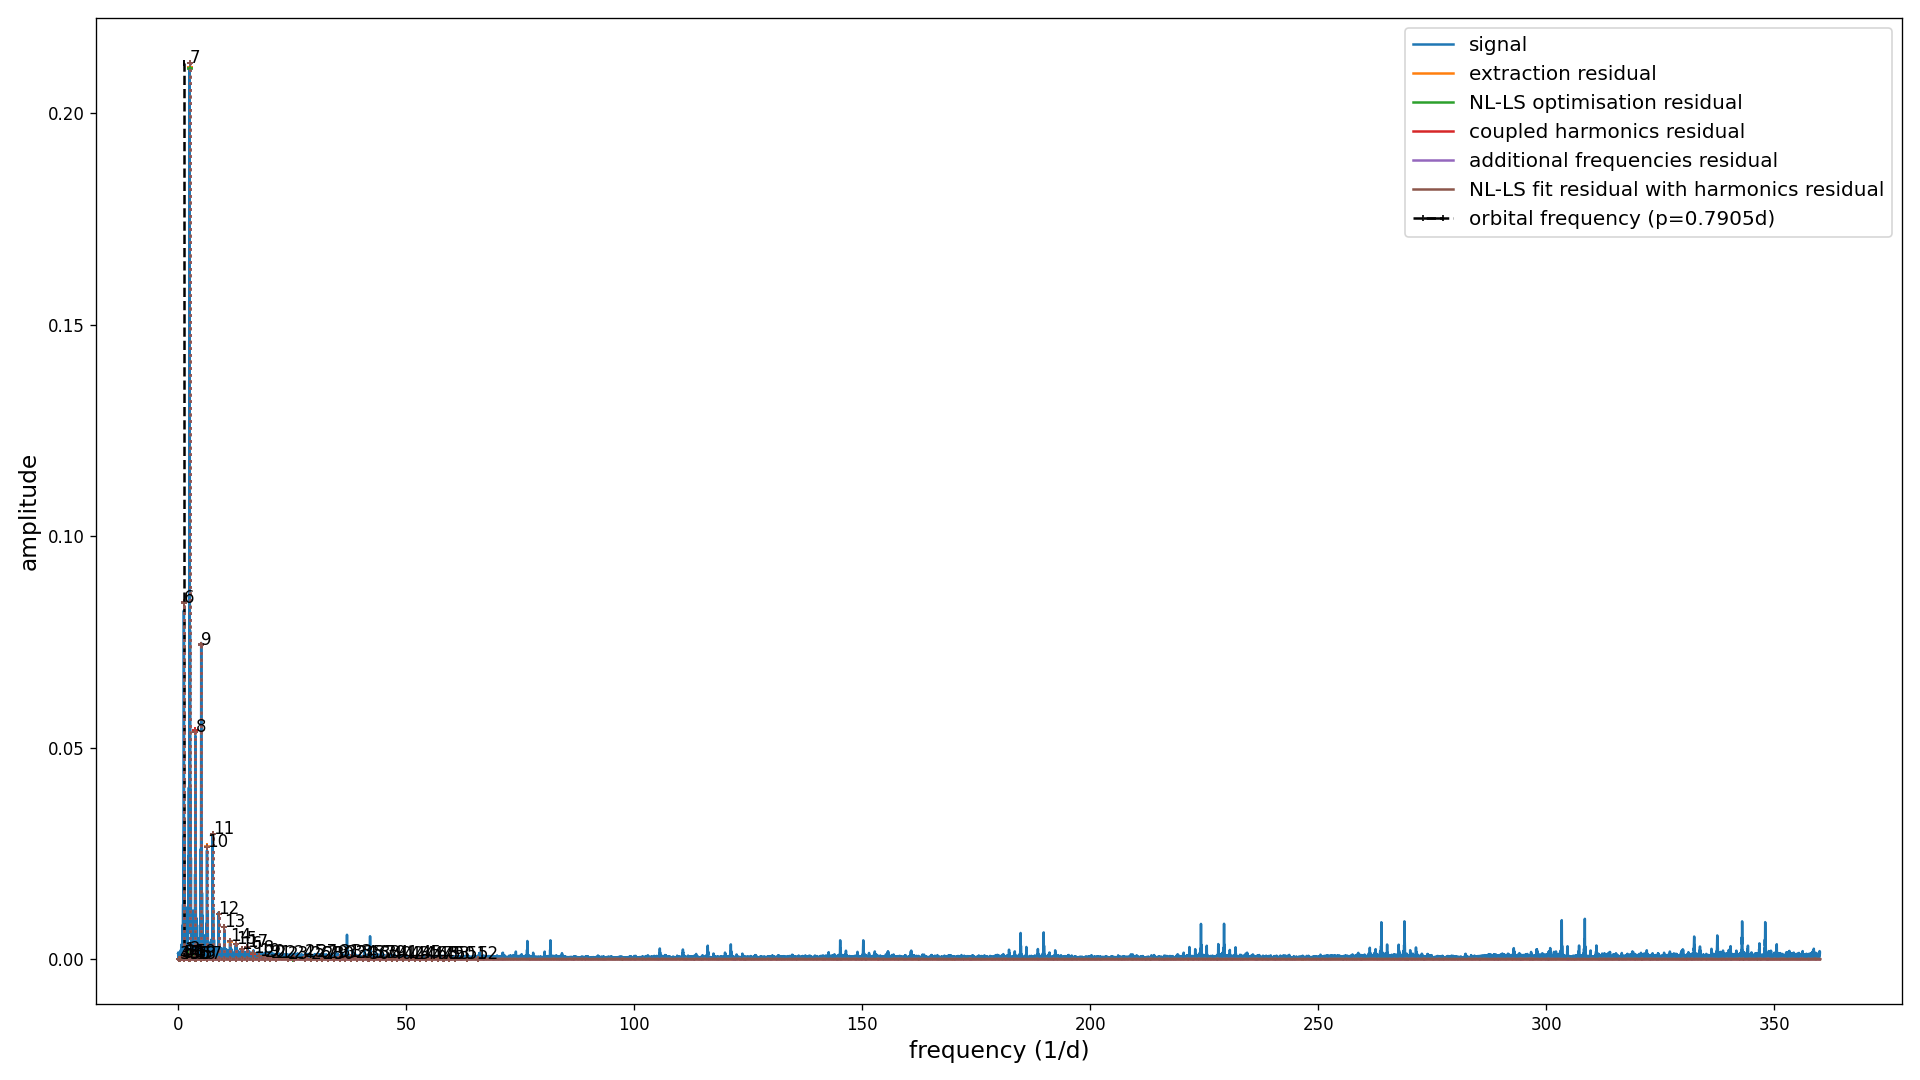 signal
extraction residual
NL-LS optimisation residual
coupled harmonics residual
additional frequencies residual
NL-LS fit residual with harmonics residual
orbital frequency (p=0.7905d)
amplitude
0.20
0.15
0.10
0.05
0.00
7
6
9
8
11
10
12
13
0
50
100
150
200
250
300
350
frequency (1/d)